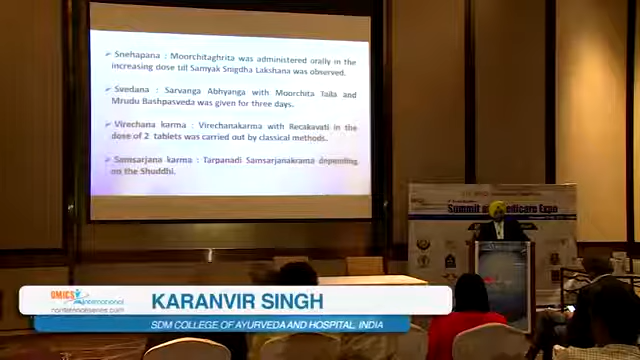 ➢ Snehapana : Moorchitaghrita was administered orally in the
increasing dose till Samyak Snigdha Lakshana was observed.
➢ Svedana : Sarvanga Abhyanga with Moorchita Taila and
Mrudu Bashpasveda was given for three days.
➢ Virechana karma : Virechanakarma with Recakavati in the
dose of 2 tablets was carried out by classical methods.
➢ Samsarjana karma : Tarpanadi Samsarjanakrama depending
on the Shuddhi.
Summit Medicare Expo
OMICS
International
KARANVIR SINGH
SDM COLLEGE OF AYURVEDA AND HOSPITAL, INDIA